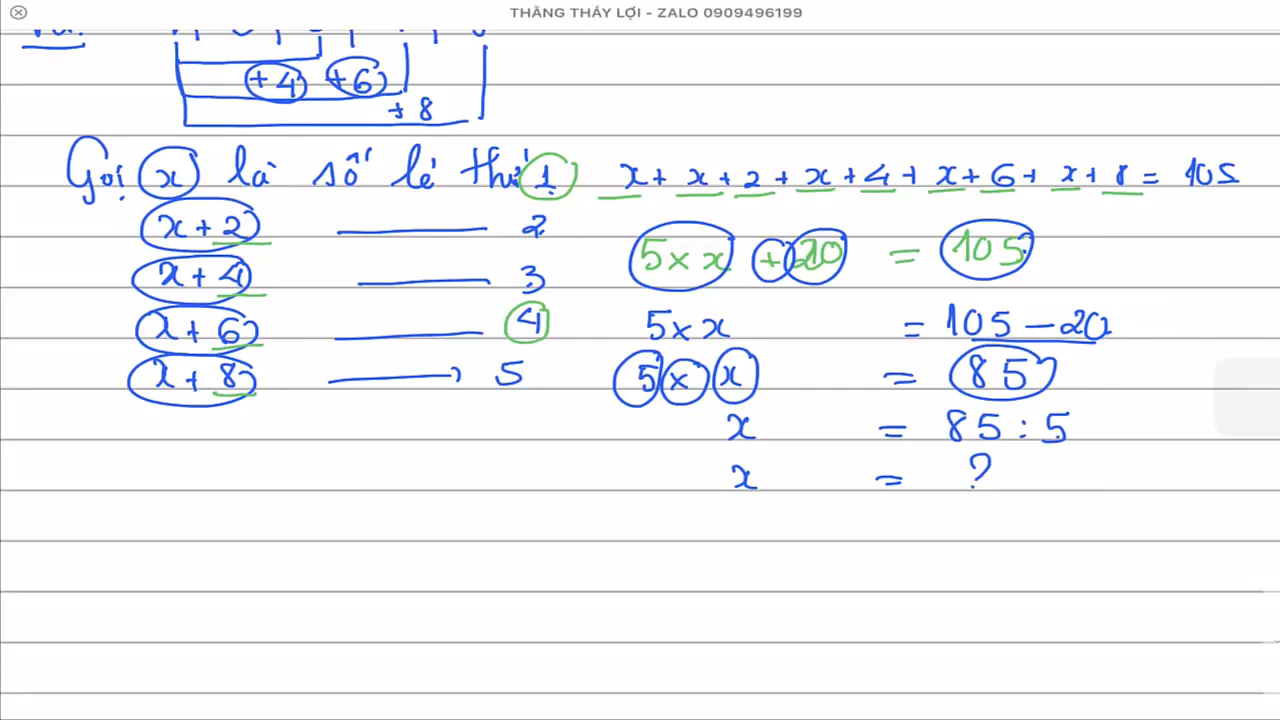 THẮNG THẦY LỢI - ZALO 0909496199
+4 +6
+ 8
Gọi x là số lẻ thứ 1
x + 2 ——— 2
x + 4 ——— 3
x + 6 ——— 4
x + 8 ——— 5
x + x + 2 + x + 4 + x + 6 + x + 8 = 105
5 × x + 20 = 105
5 × x = 105 – 20
5 × x = 85
x = 85 : 5
x = ?